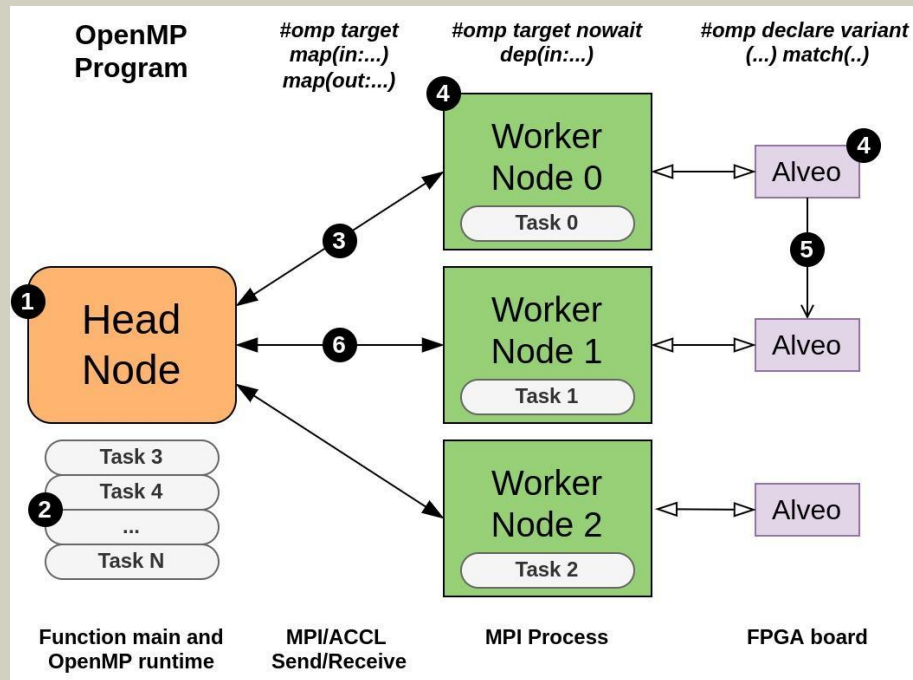 OpenMP
Program
#omp target
map(in:...)
map(out:...)
#omp target nowait
dep(in:...)
#omp declare variant
(...) match(..)
4
Worker
Node 0
Task 0
Alveo
4
3
5
1
Head
Node
6
Worker
Node 1
Task 1
Alveo
Task 3
2
Task 4
...
Task N
Worker
Node 2
Task 2
Alveo
Function main and
OpenMP runtime
MPI/ACCL
Send/Receive
MPI Process
FPGA board